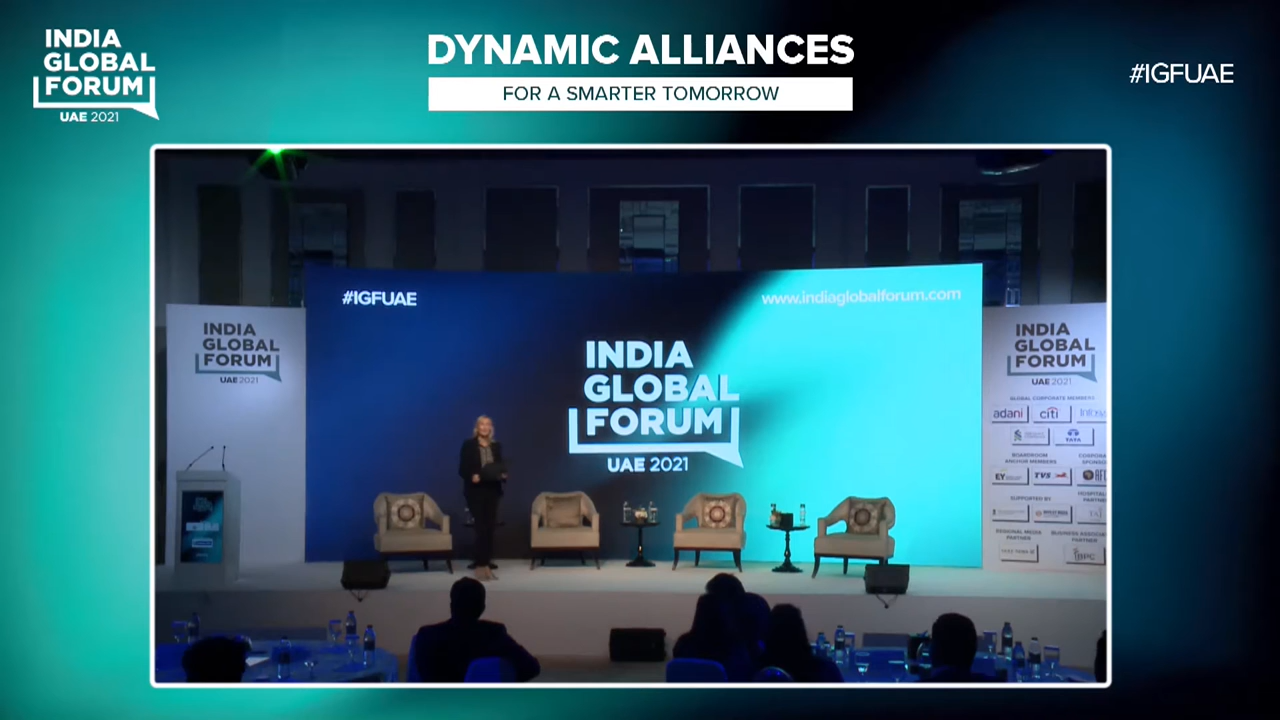 INDIA
GLOBAL
FORUM
UAE 2021
DYNAMIC ALLIANCES
FOR A SMARTER TOMORROW
#IGFUAE
#IGFUAE
www.indiaglobalforum.com
INDIA
GLOBAL
FORUM
UAE 2021
INDIA
GLOBAL
FORUM
UAE 2021
INDIA
GLOBAL
FORUM
UAE 2021
GLOBAL CORPORATE MEMBERS
adani citi
TATA
BOARDROOM
ANCHOR MEMBERS
EY TVS
SUPPORTED BY
REGIONAL MEDIA
PARTNER
BUSINESS
PARTNER